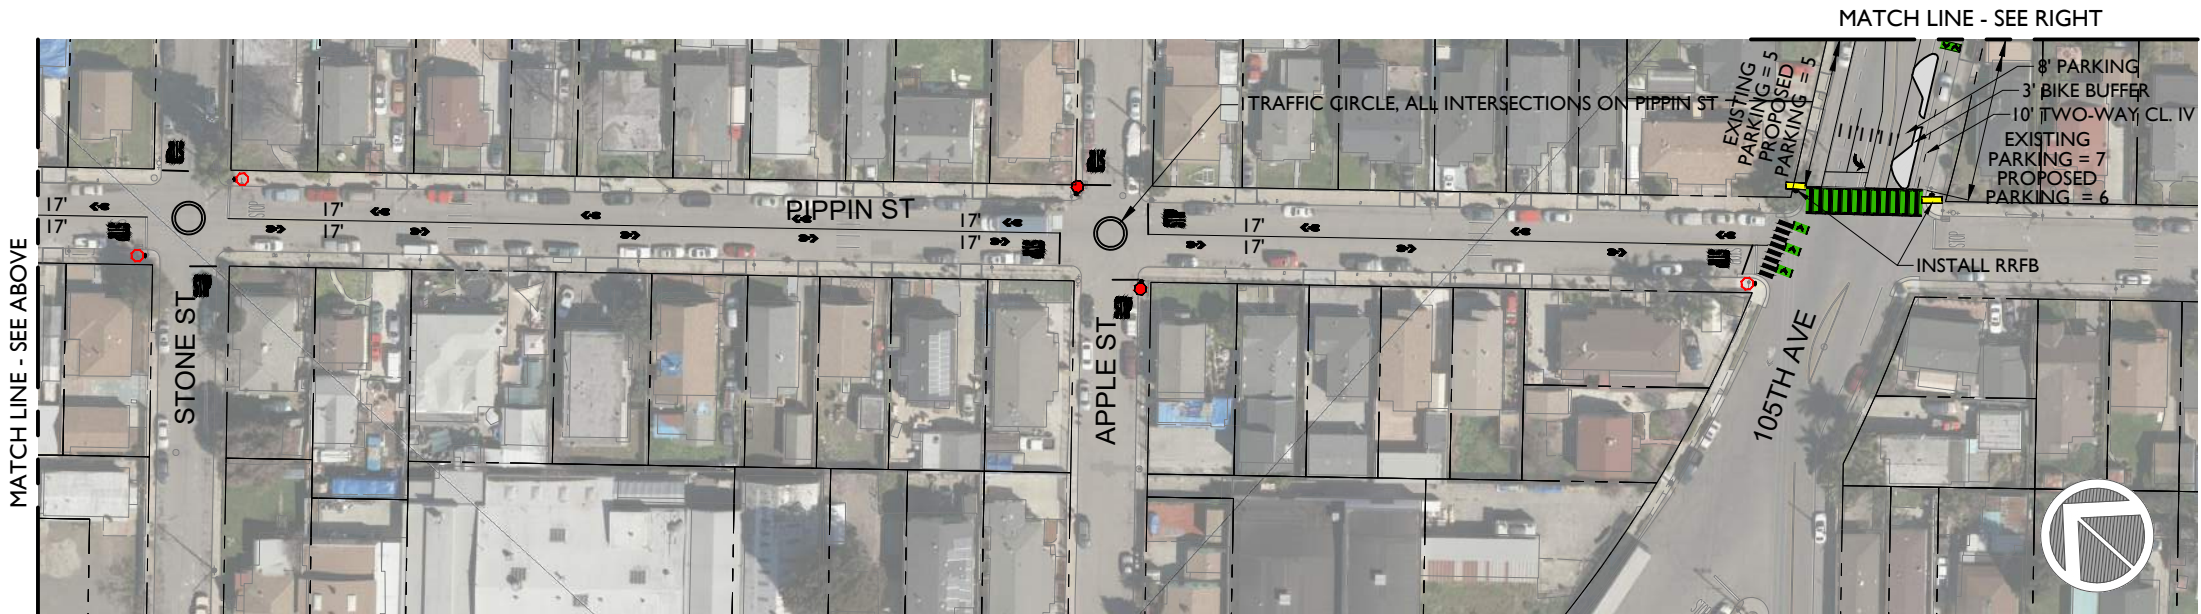 MATCH LINE - SEE RIGHT
EXISTING
PARKING = 5
PROPOSED
PARKING = 5
8' PARKING
3' BIKE BUFFER
10' TWO-WAY CL. IV
EXISTING
PARKING = 7
PROPOSED
PARKING = 6
TRAFFIC CIRCLE, ALL INTERSECTIONS ON PIPPIN ST
17'
17'
17'
17'
PIPPIN ST
17'
17'
17'
17'
STOP
STOP
INSTALL RRFB
MATCH LINE - SEE ABOVE
STONE ST
APPLE ST
105TH AVE